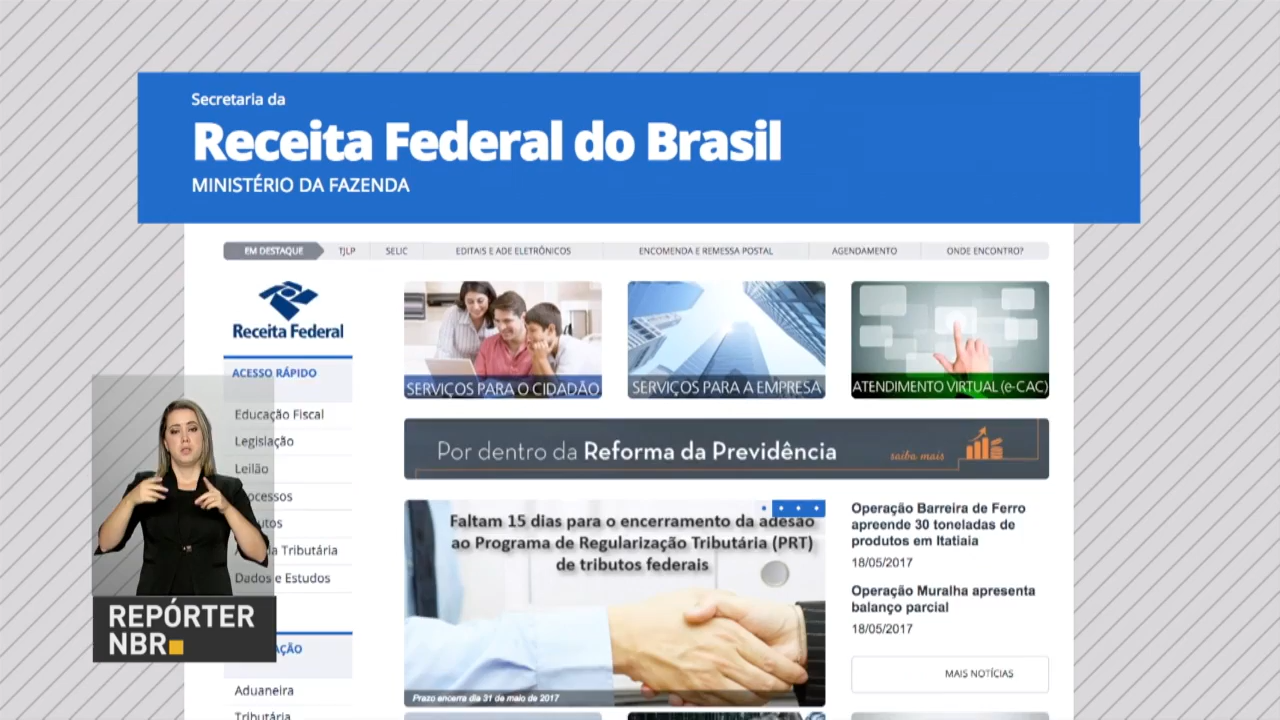 Secretaria da
Receita Federal do Brasil
MINISTÉRIO DA FAZENDA
EM DESTAQUE TJLP SELIC EDITAIS E ADE ELETRÔNICOS ENCOMENDA E REMESSA POSTAL AGENDAMENTO ONDE ENCONTRO?
Receita Federal
ACESSO RÁPIDO
Educação Fiscal
Legislação
Leilão
Tributária
Dados e Estudos
Aduaneira
Tributária
SERVIÇOS PARA O CIDADÃO
SERVIÇOS PARA A EMPRESA
ATENDIMENTO VIRTUAL (e-CAC)
Por dentro da Reforma da Previdência
saiba mais
Faltam 15 dias para o encerramento da adesão
ao Programa de Regularização Tributária (PRT)
de tributos federais
Prazo encerra dia 31 de maio de 2017
Operação Barreira de Ferro
apreende 30 toneladas de
produtos em Itatiaia
18/05/2017
Operação Muralha apresenta
balanço parcial
18/05/2017
MAIS NOTÍCIAS
REPÓRTER
NBR